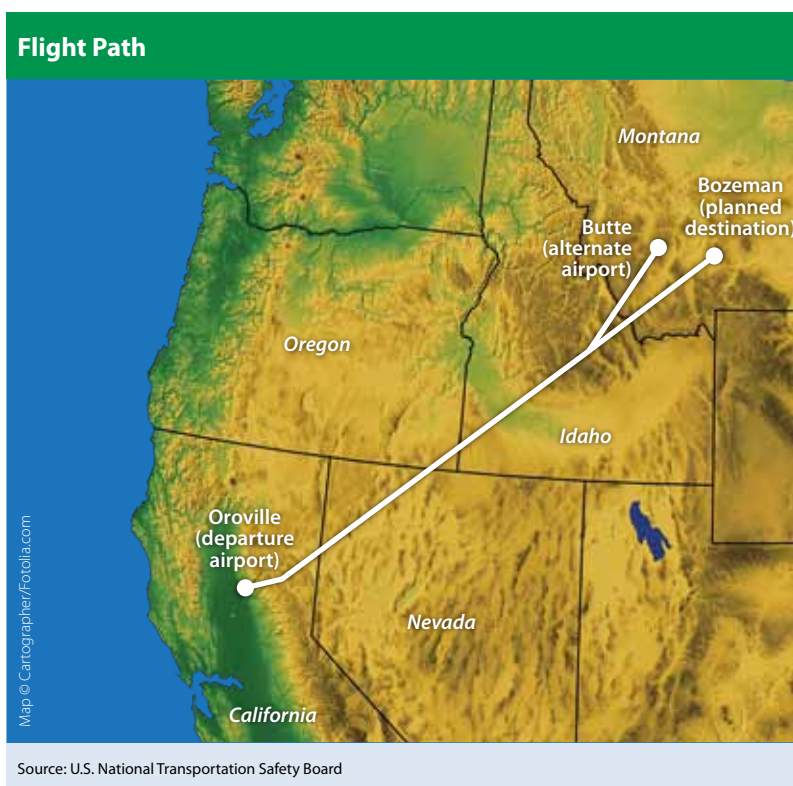 Flight Path
Montana
Bozeman
(planned
destination)
Butte
(alternate
airport)
Oregon
Idaho
Oroville
(departure
airport)
Nevada
California
Map © Cartographer/Fotolia.com
Source: U.S. National Transportation Safety Board